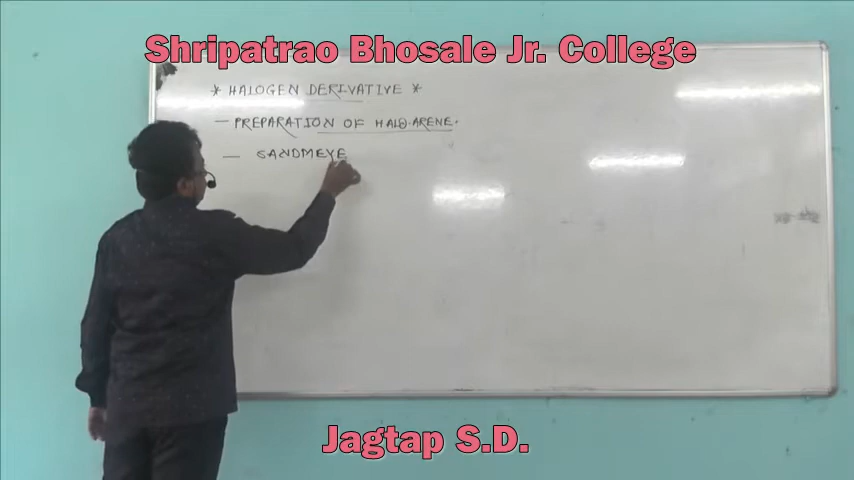 Shripatrao Bhosale Jr. College
* HALOGEN DERIVATIVE *
- PREPARATION OF HALO-ARENE.
- SANDMEYE
Jagtap S.D.